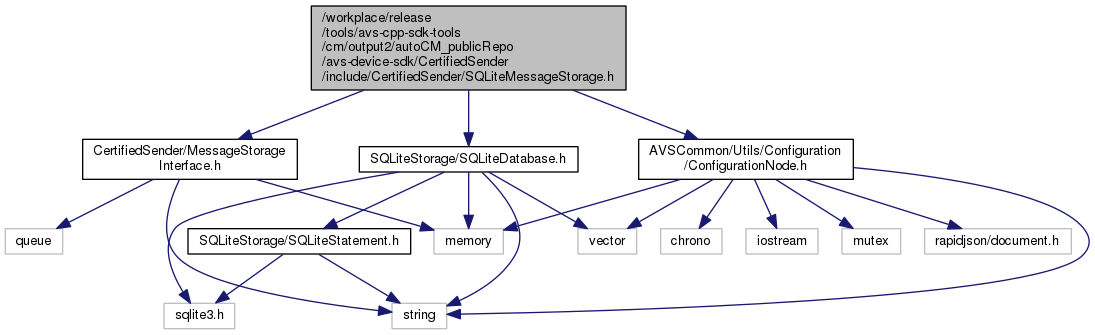 /workplace/release
/tools/avs-cpp-sdk-tools
/cm/output2/autoCM_publicRepo
/avs-device-sdk/CertifiedSender
/include/CertifiedSender/SQLiteMessageStorage.h
CertifiedSender/MessageStorage
Interface.h
SQLiteStorage/SQLiteDatabase.h
AVSCommon/Utils/Configuration
/ConfigurationNode.h
queue
SQLiteStorage/SQLiteStatement.h
memory
vector
chrono
iostream
mutex
rapidjson/document.h
sqlite3.h
string